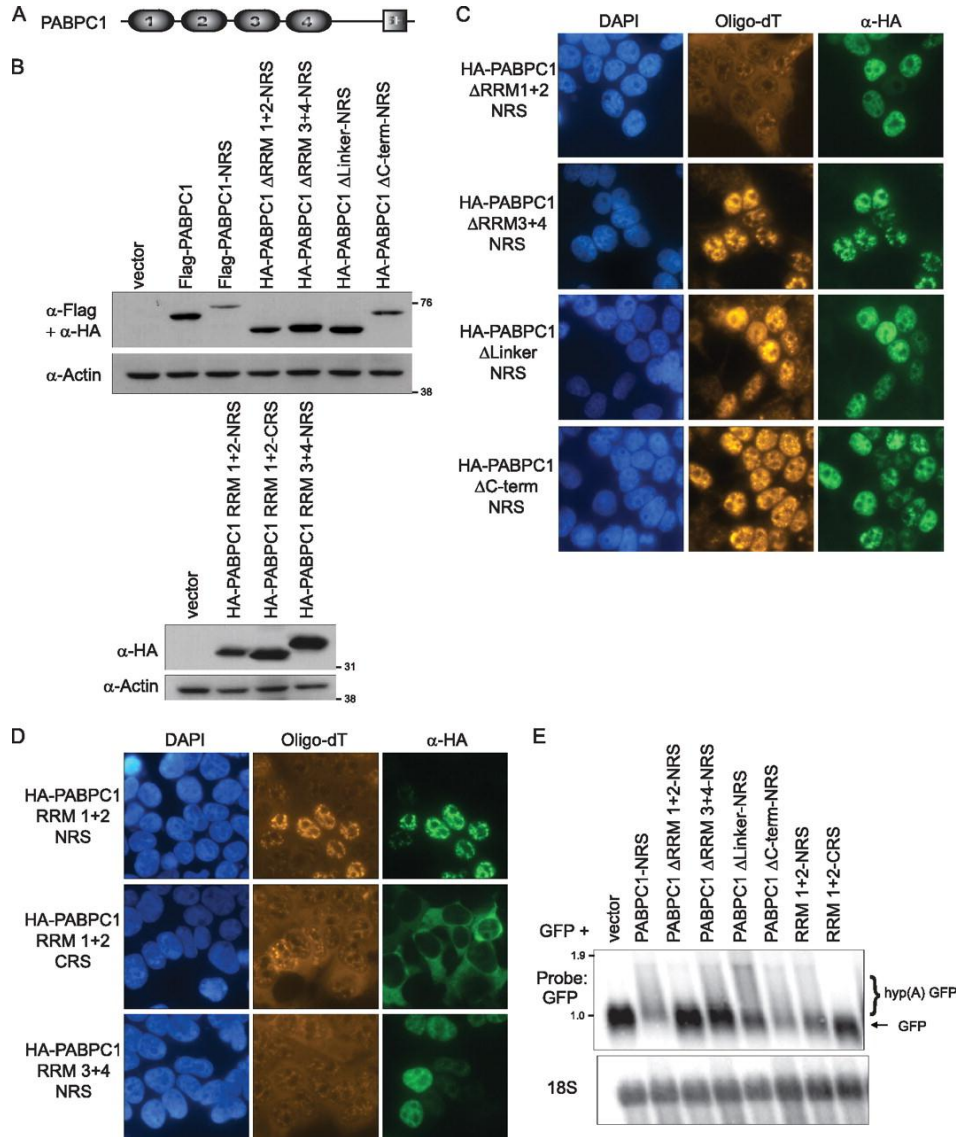 A
PABPC1
1 2 3 4
B
vector
Flag-PABPC1
Flag-PABPC1-NRS
HA-PABPC1 ΔRRM 1+2-NRS
HA-PABPC1 ΔRRM 3+4-NRS
HA-PABPC1 ΔLinker-NRS
HA-PABPC1 ΔC-term-NRS
α-Flag
+ α-HA
76
α-Actin
38
vector
HA-PABPC1 RRM 1+2-NRS
HA-PABPC1 RRM 1+2-CRS
HA-PABPC1 RRM 3+4-NRS
α-HA
31
α-Actin
38
C
DAPI Oligo-dT α-HA
HA-PABPC1
ΔRRM1+2
NRS
HA-PABPC1
ΔRRM3+4
NRS
HA-PABPC1
ΔLinker
NRS
HA-PABPC1
ΔC-term
NRS
D
DAPI Oligo-dT α-HA
HA-PABPC1
RRM 1+2
NRS
HA-PABPC1
RRM 1+2
CRS
HA-PABPC1
RRM 3+4
NRS
E
GFP +
vector
PABPC1-NRS
PABPC1 ΔRRM 1+2-NRS
PABPC1 ΔRRM 3+4-NRS
PABPC1 ΔLinker-NRS
PABPC1 ΔC-term-NRS
RRM 1+2-NRS
RRM 1+2-CRS
1.9
Probe:
GFP
1.0
} hyp(A) GFP
← GFP
18S